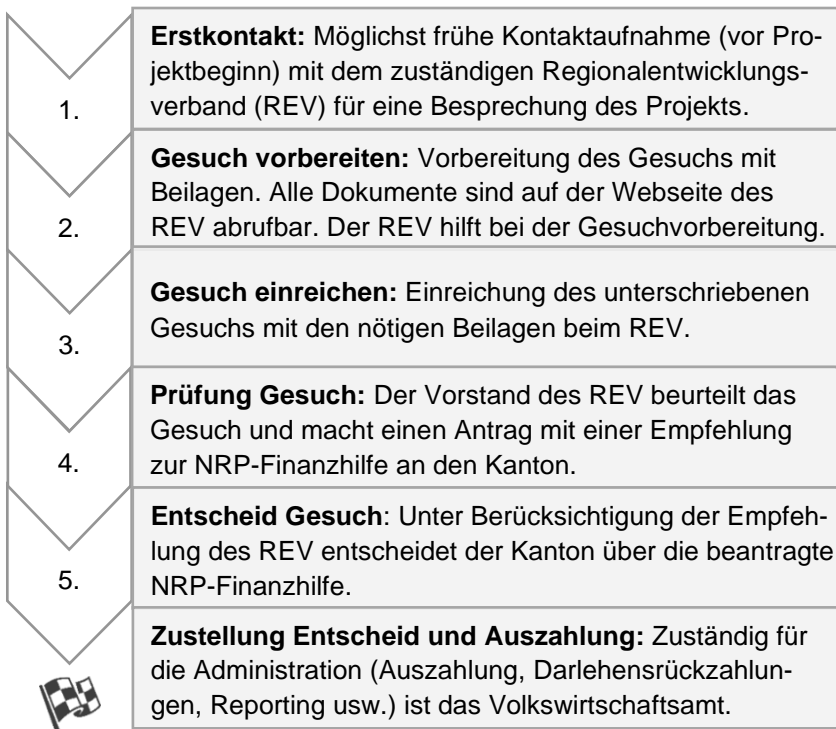 1.
Erstkontakt: Möglichst frühe Kontaktaufnahme (vor Pro-
jektbeginn) mit dem zuständigen Regionalentwicklungs-
verband (REV) für eine Besprechung des Projekts.
2.
Gesuch vorbereiten: Vorbereitung des Gesuchs mit
Beilagen. Alle Dokumente sind auf der Webseite des
REV abrufbar. Der REV hilft bei der Gesuchvorbereitung.
3.
Gesuch einreichen: Einreichung des unterschriebenen
Gesuchs mit den nötigen Beilagen beim REV.
4.
Prüfung Gesuch: Der Vorstand des REV beurteilt das
Gesuch und macht einen Antrag mit einer Empfehlung
zur NRP-Finanzhilfe an den Kanton.
5.
Entscheid Gesuch: Unter Berücksichtigung der Empfeh-
lung des REV entscheidet der Kanton über die beantragte
NRP-Finanzhilfe.
Zustellung Entscheid und Auszahlung: Zuständig für
die Administration (Auszahlung, Darlehensrückzahlun-
gen, Reporting usw.) ist das Volkswirtschaftsamt.